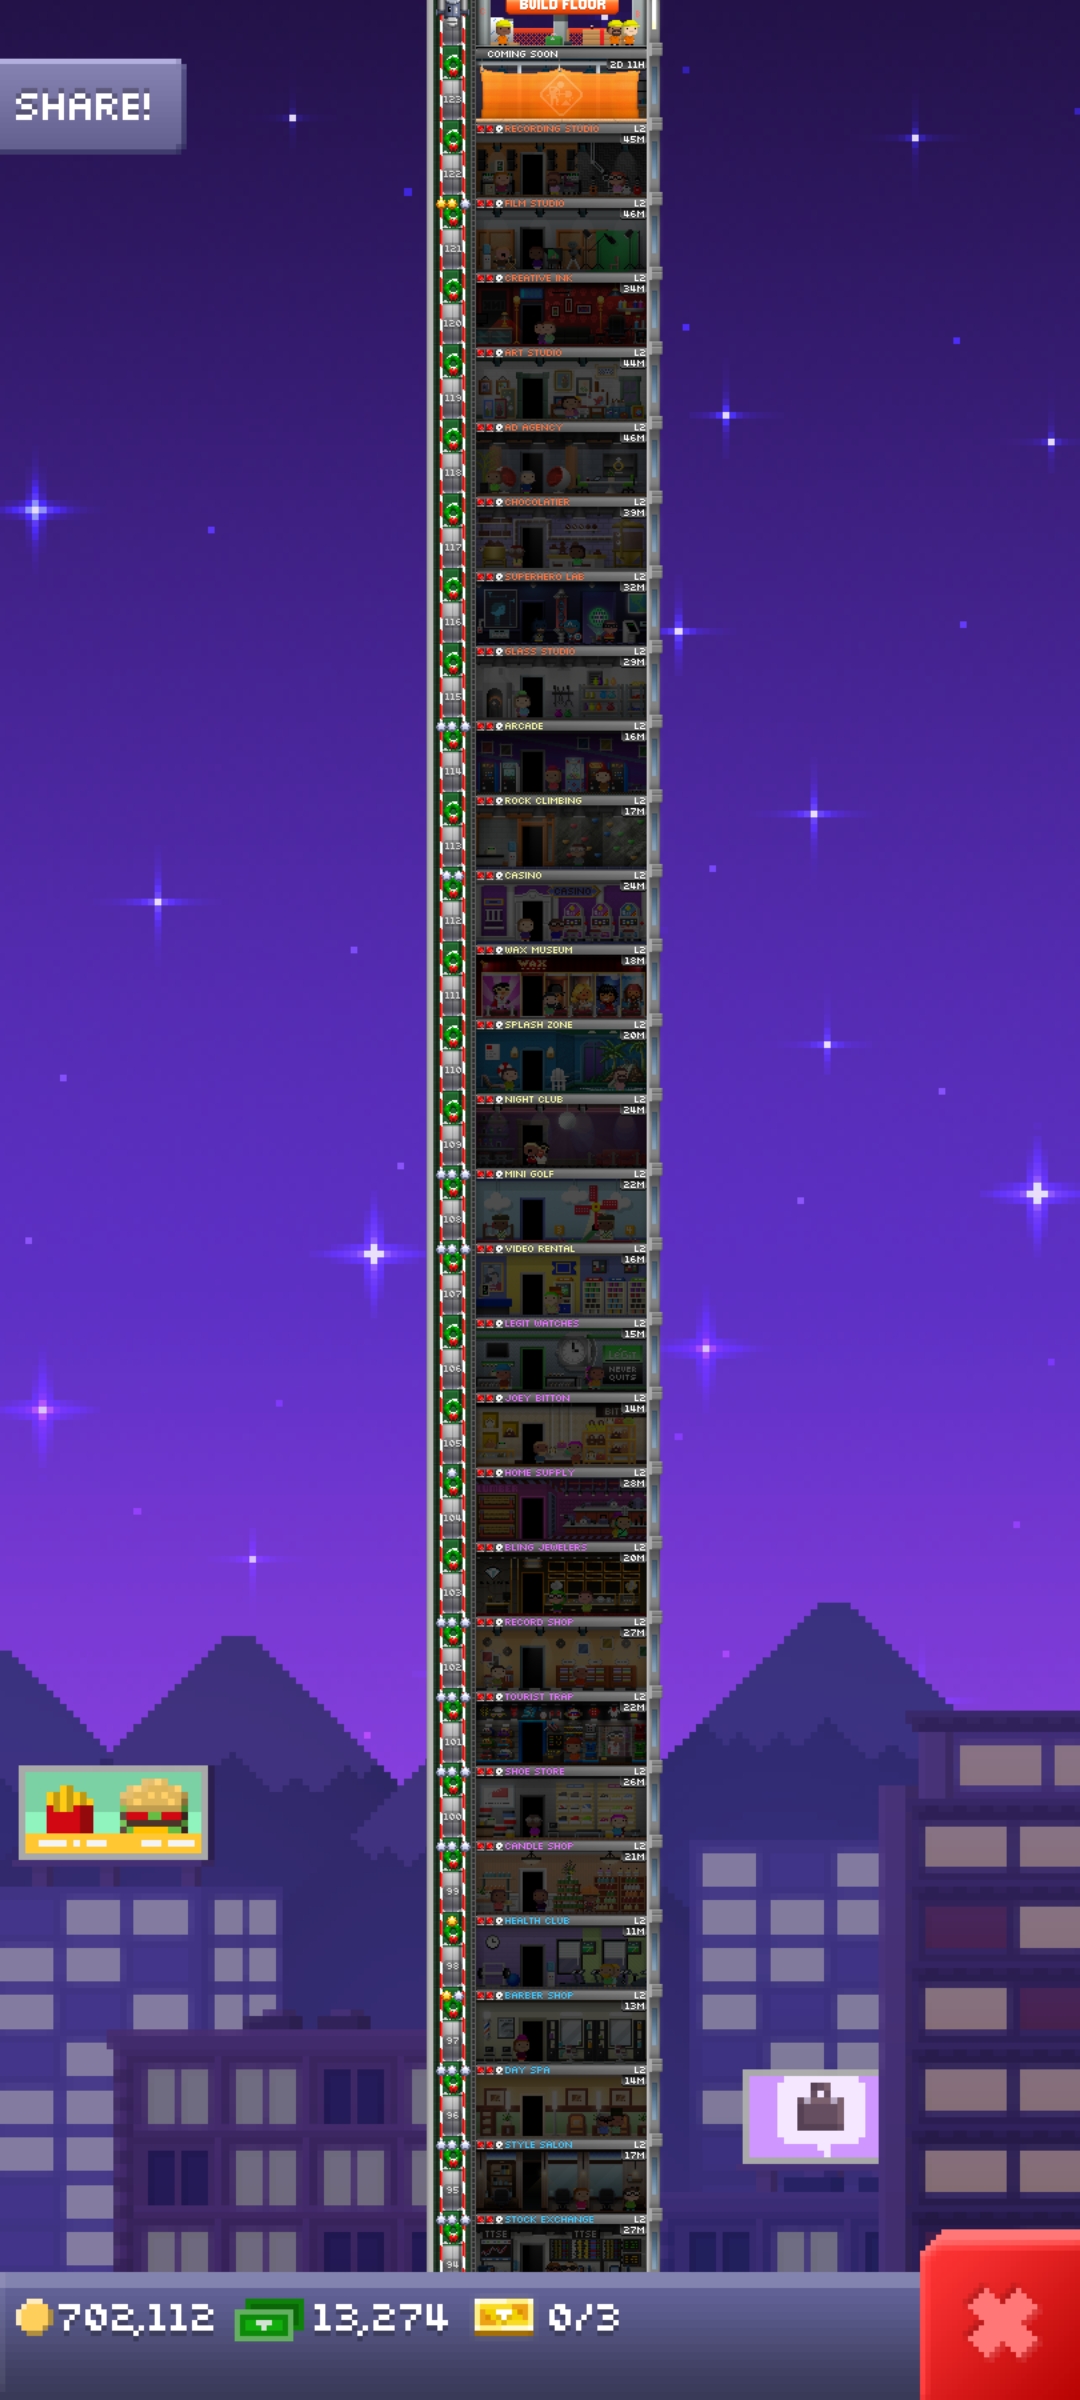 BUILD FLOOR
SHARE!
COMING SOON
2D 11H
123
RECORDING STUDIO L2
45M
122
FILM STUDIO L2
46M
121
CREATIVE INK L2
34M
120
ART STUDIO L2
44M
119
AD AGENCY L2
46M
118
CHOCOLATIER L2
39M
117
SUPERHERO LAB L2
32M
116
GLASS STUDIO L2
29M
115
ARCADE L2
16M
114
ROCK CLIMBING L2
17M
113
CASINO L2
24M
CASINO
112
WAX MUSEUM L2
18M
WAX
111
SPLASH ZONE L2
20M
110
NIGHT CLUB L2
24M
109
MINI GOLF L2
22M
108
VIDEO RENTAL L2
16M
107
LEGIT WATCHES L2
15M
LEGIT
NEVER
QUITS
106
JOEY BITTON L2
14M
BIT
105
HOME SUPPLY L2
28M
104
BLING JEWELERS L2
20M
103
RECORD SHOP L2
27M
102
TOURIST TRAP L2
22M
101
SHOE STORE L2
26M
100
CANDLE SHOP L2
21M
99
HEALTH CLUB L2
11M
98
BARBER SHOP L2
13M
97
DAY SPA L2
14M
96
STYLE SALON L2
17M
95
STOCK EXCHANGE L2
27M
TTSE TTSE
94
702,112 13,274 0/3